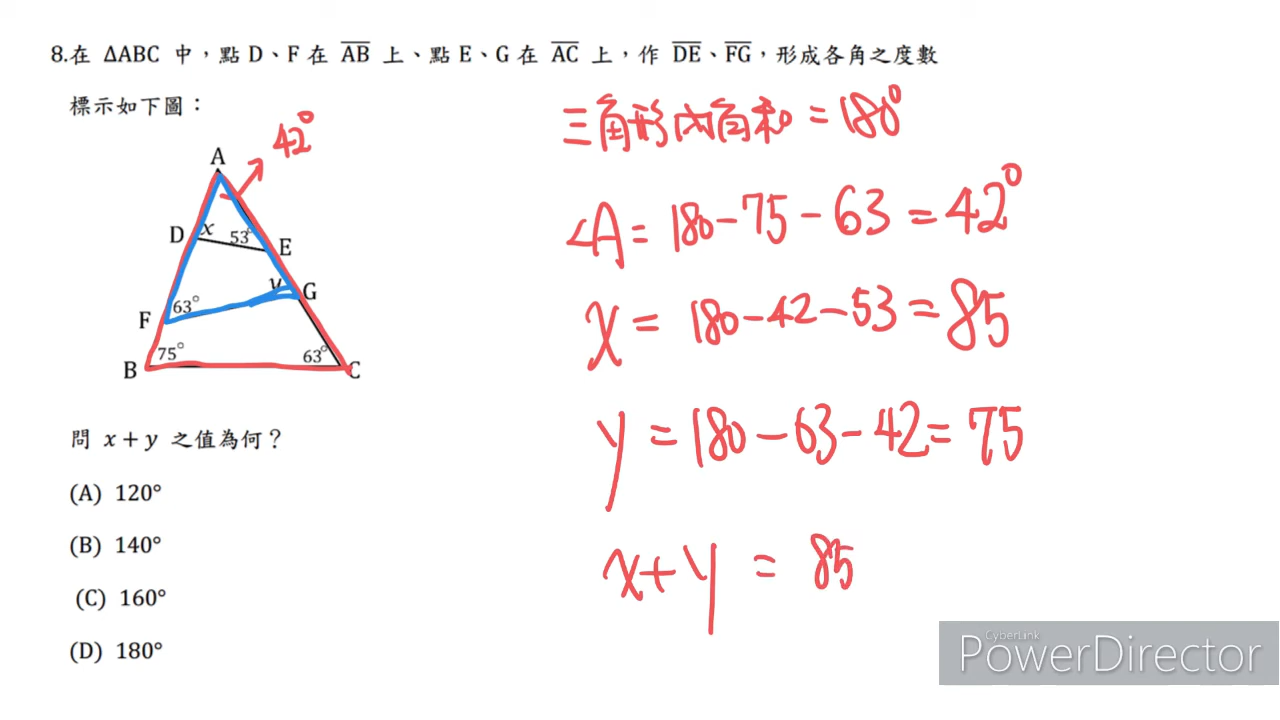 8.在 ΔABC 中，點 D、F 在 AB 上、點 E、G 在 AC 上，作 DE、FG，形成各角之度數
標示如下圖：
42°
A
D
x
53°
E
y
G
F
63°
B
75°
63°
C
問 x + y 之值為何？
(A) 120°
(B) 140°
(C) 160°
(D) 180°
三角形內角和 = 180°
∠A = 180 - 75 - 63 = 42°
x = 180 - 42 - 53 = 85
y = 180 - 63 - 42 = 75
x + y = 85
CyberLink
PowerDirector